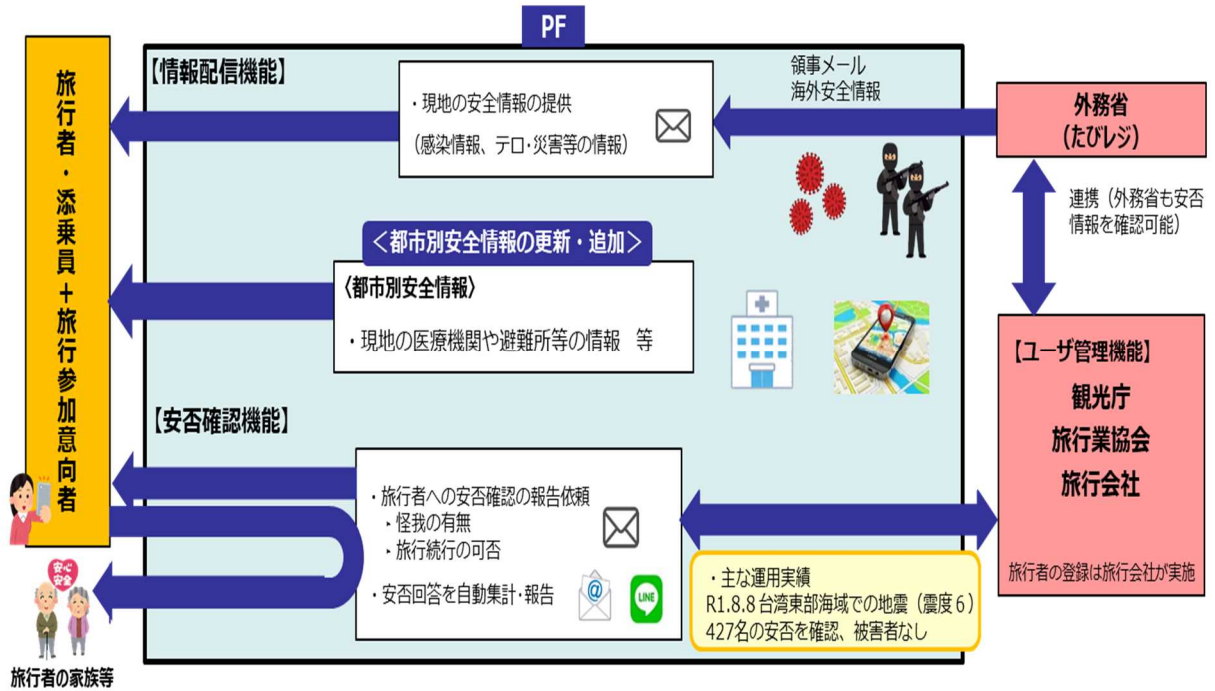 PF
【情報配信機能】
・現地の安全情報の提供
（感染情報、テロ・災害等の情報）
領事メール
海外安全情報
外務省
（たびレジ）
連携（外務省も安否
情報を確認可能）
旅行者・添乗員＋旅行参加意向者
＜都市別安全情報の更新・追加＞
〈都市別安全情報〉
・現地の医療機関や避難所等の情報　等
【ユーザ管理機能】
観光庁
旅行業協会
旅行会社
旅行者の登録は旅行会社が実施
【安否確認機能】
・旅行者への安否確認の報告依頼
‣怪我の有無
‣旅行続行の可否
・安否回答を自動集計・報告
@
LINE
・主な運用実績
R1.8.8 台湾東部海域での地震（震度６）
427名の安否を確認、被害者なし
安心
安全
旅行者の家族等